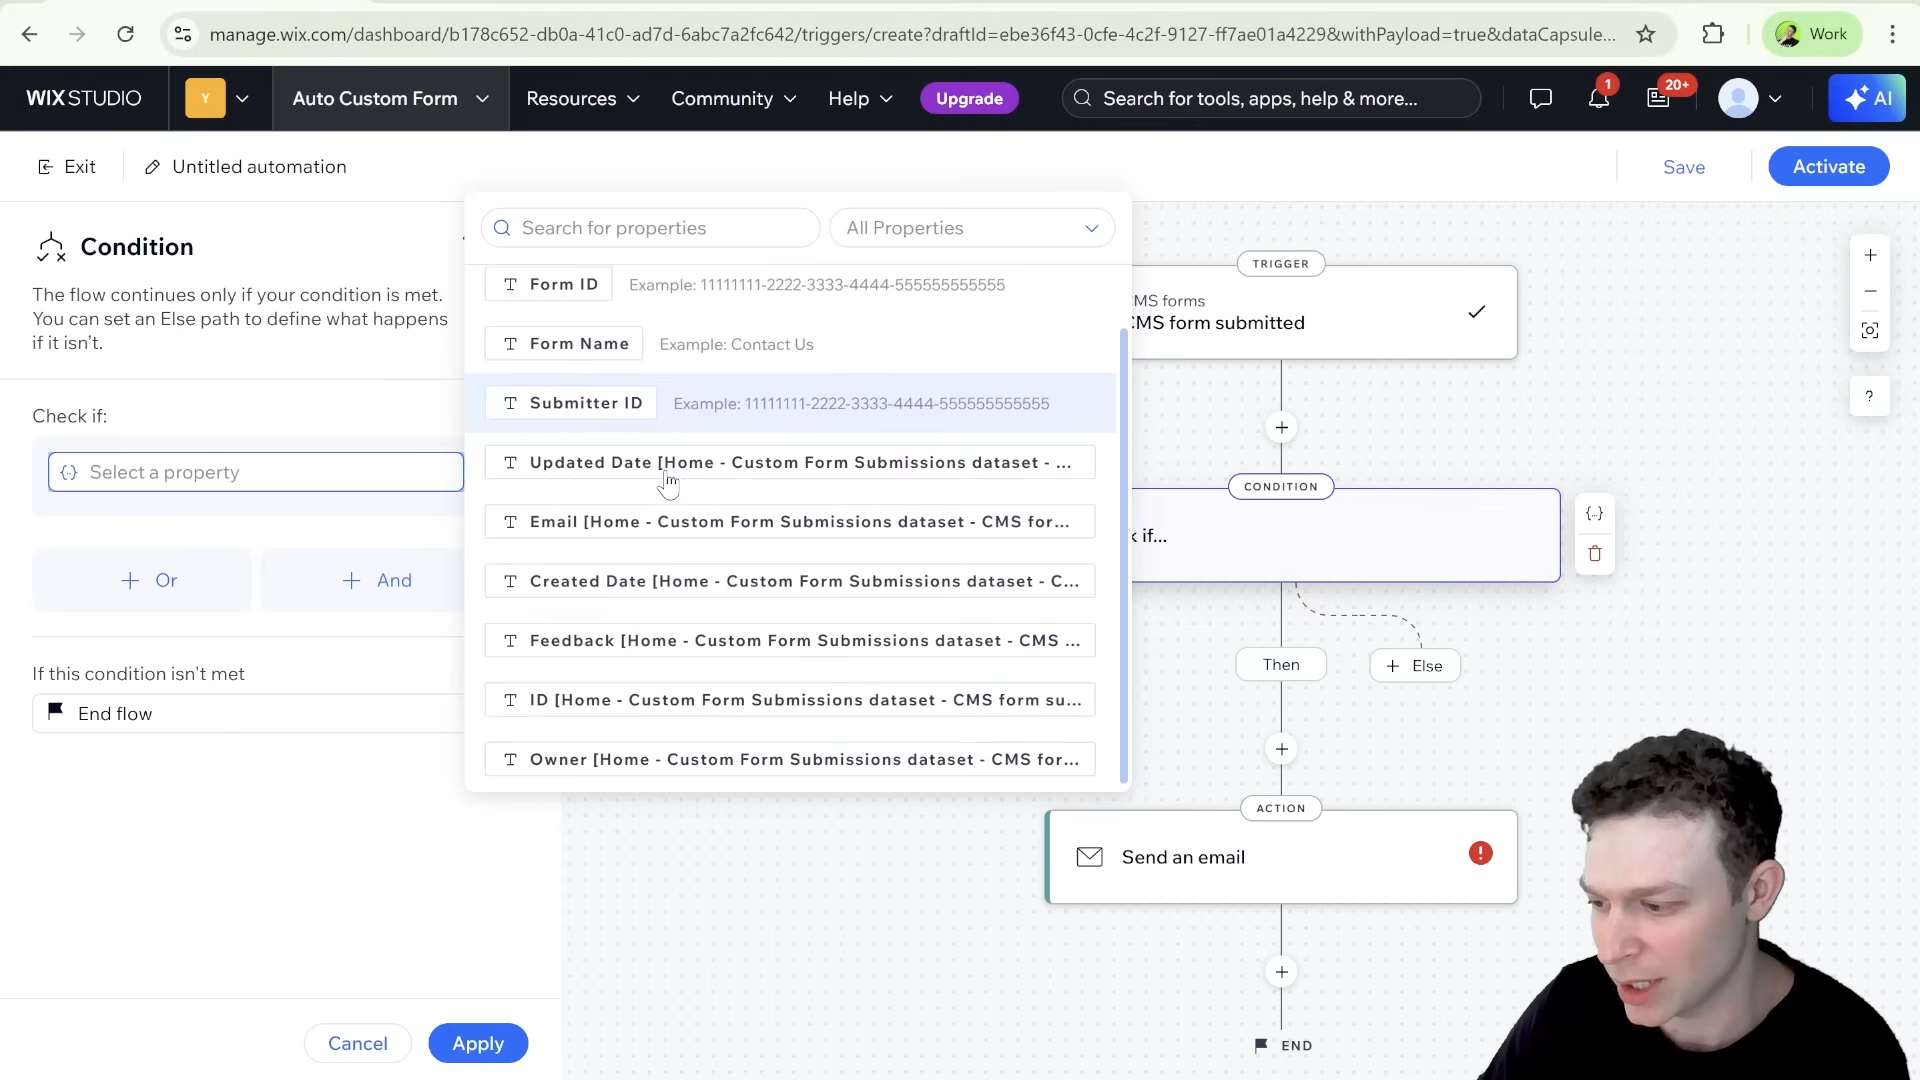 manage.wix.com/dashboard/b178c652-db0a-41c0-ad7d-6abc7a2fc642/triggers/create?draftId=ebe36f43-0cfe-4c2f-9127-ff7ae01a4229&withPayload=true&dataCapsule...
Work
WIX STUDIO
Y
Auto Custom Form
Resources
Community
Help
Upgrade
Search for tools, apps, help & more...
1
20+
AI
Exit
Untitled automation
Save
Activate
Condition
The flow continues only if your condition is met.
You can set an Else path to define what happens
if it isn't.
Check if:
Select a property
+ Or
+ And
If this condition isn't met
End flow
Cancel
Apply
Search for properties
All Properties
T Form ID
Example: 11111111-2222-3333-4444-555555555555
T Form Name
Example: Contact Us
T Submitter ID
Example: 11111111-2222-3333-4444-555555555555
T Updated Date [Home - Custom Form Submissions dataset - ...
T Email [Home - Custom Form Submissions dataset - CMS for...
T Created Date [Home - Custom Form Submissions dataset - C...
T Feedback [Home - Custom Form Submissions dataset - CMS ...
T ID [Home - Custom Form Submissions dataset - CMS form su...
T Owner [Home - Custom Form Submissions dataset - CMS for...
TRIGGER
CMS forms
CMS form submitted
+
CONDITION
k if...
Then
+ Else
+
ACTION
Send an email
!
+
END
+
−
?